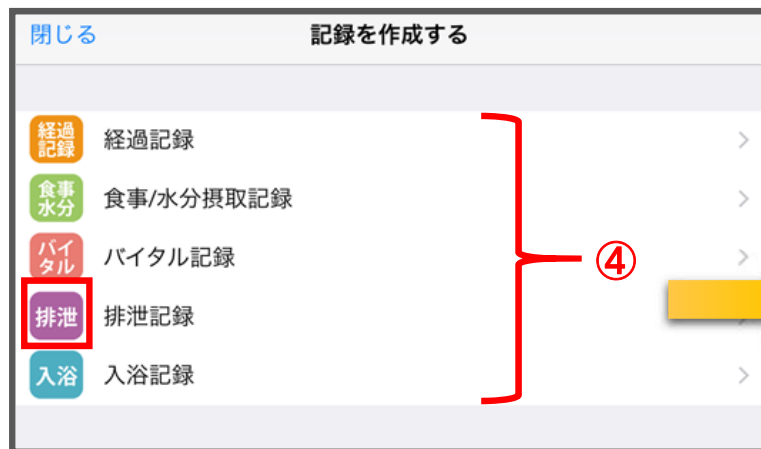 閉じる 記録を作成する
経過
記録 経過記録
食事
水分 食事/水分摂取記録
バイ
タル バイタル記録
④
排泄 排泄記録
入浴 入浴記録